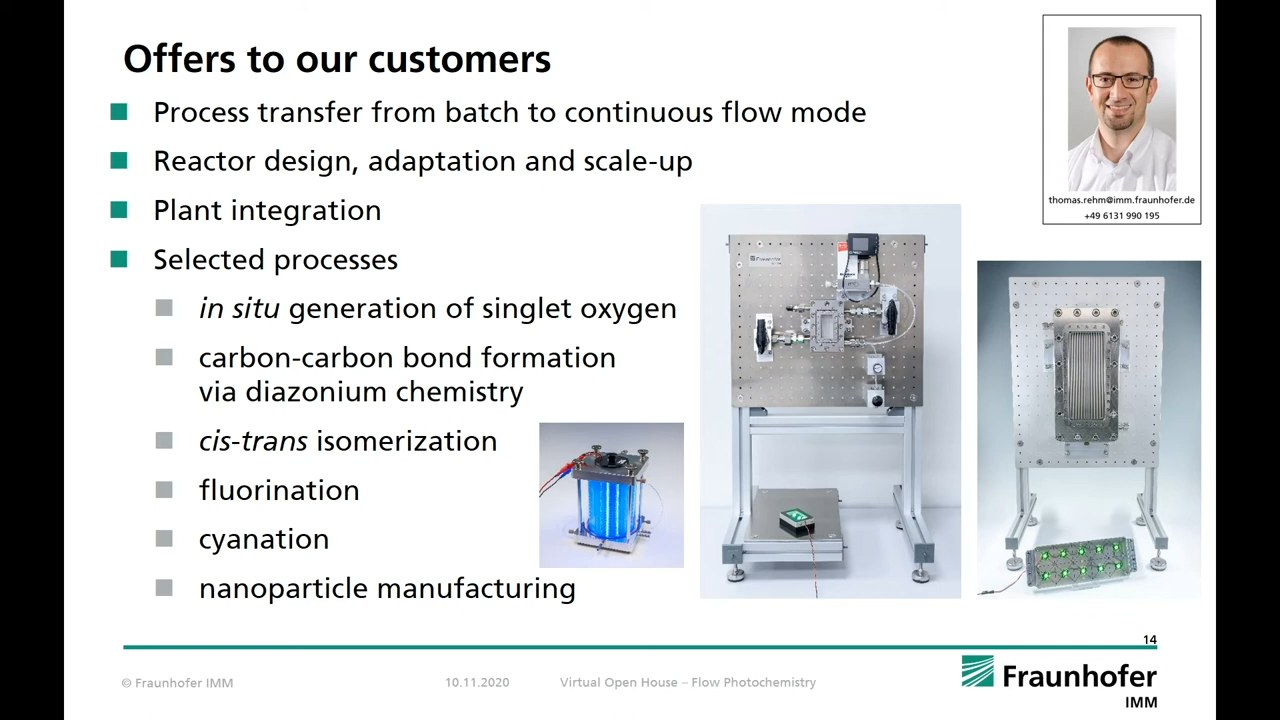 Offers to our customers
Process transfer from batch to continuous flow mode
Reactor design, adaptation and scale-up
Plant integration
Selected processes
in situ generation of singlet oxygen
carbon-carbon bond formation
via diazonium chemistry
cis-trans isomerization
fluorination
cyanation
nanoparticle manufacturing
thomas.rehm@imm.fraunhofer.de
+49 6131 990 195
Fraunhofer
14
© Fraunhofer IMM
10.11.2020
Virtual Open House – Flow Photochemistry
Fraunhofer
IMM